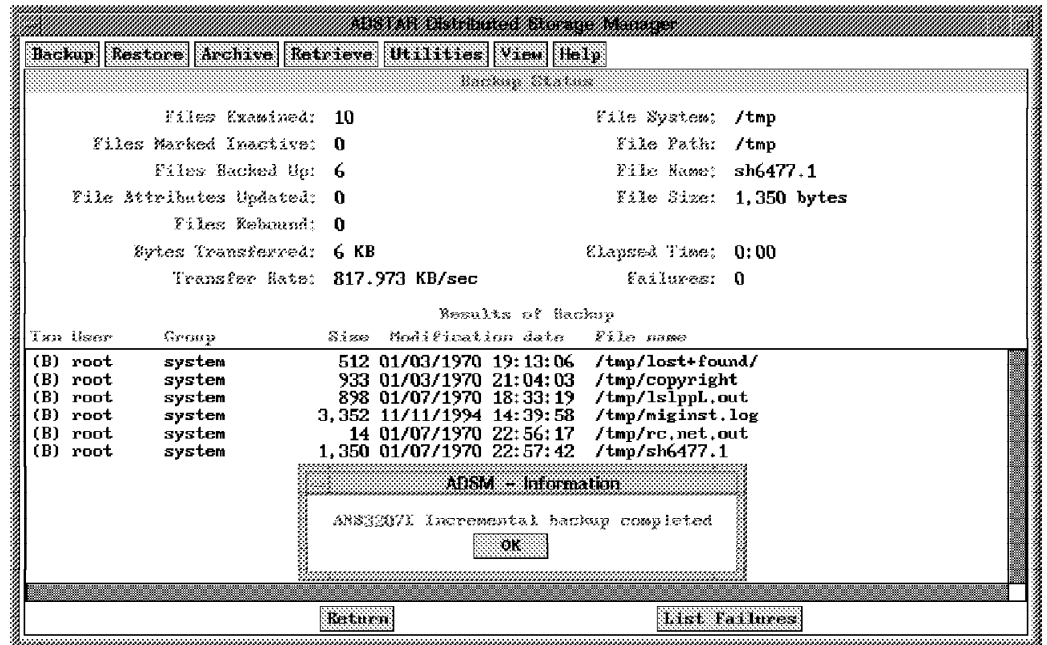 ADSTAR Distributed Storage Manager
Backup Restore Archive Retrieve Utilities View Help
Backup Status
Files Examined: 10 File System: /tmp
Files Marked Inactive: 0 File Path: /tmp
Files Backed Up: 6 File Name: sh6477.1
File Attributes Updated: 0 File Size: 1,350 bytes
Files Rebound: 0
Bytes Transferred: 6 KB Elapsed Time: 0:00
Transfer Rate: 817.973 KB/sec Failures: 0
Results of Backup
Txn User Group Size Modification date File name
(B) root system 512 01/03/1970 19:13:06 /tmp/lost+found/
(B) root system 933 01/03/1970 21:04:03 /tmp/copyright
(B) root system 898 01/07/1970 18:33:19 /tmp/lslppL.out
(B) root system 3,352 11/11/1994 14:39:58 /tmp/miginst.log
(B) root system 14 01/07/1970 22:56:17 /tmp/rc.net.out
(B) root system 1,350 01/07/1970 22:57:42 /tmp/sh6477.1
ADSM - Information
ANS3207I Incremental backup completed
OK
Return List Failures